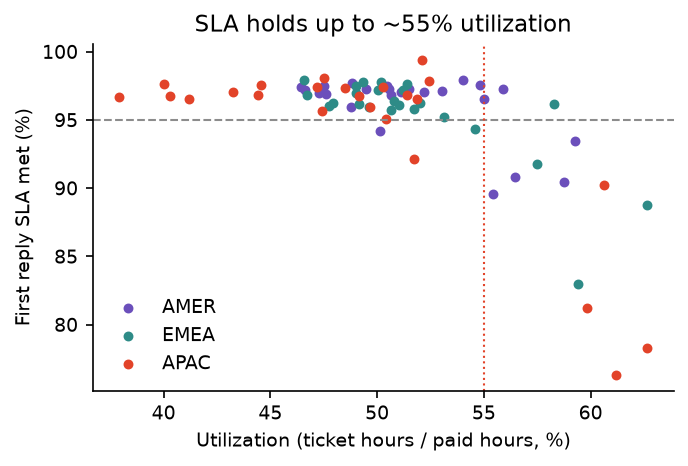 SLA holds up to ~55% utilization
First reply SLA met (%)
100
95
90
85
80
AMER
EMEA
APAC
40
45
50
55
60
Utilization (ticket hours / paid hours, %)